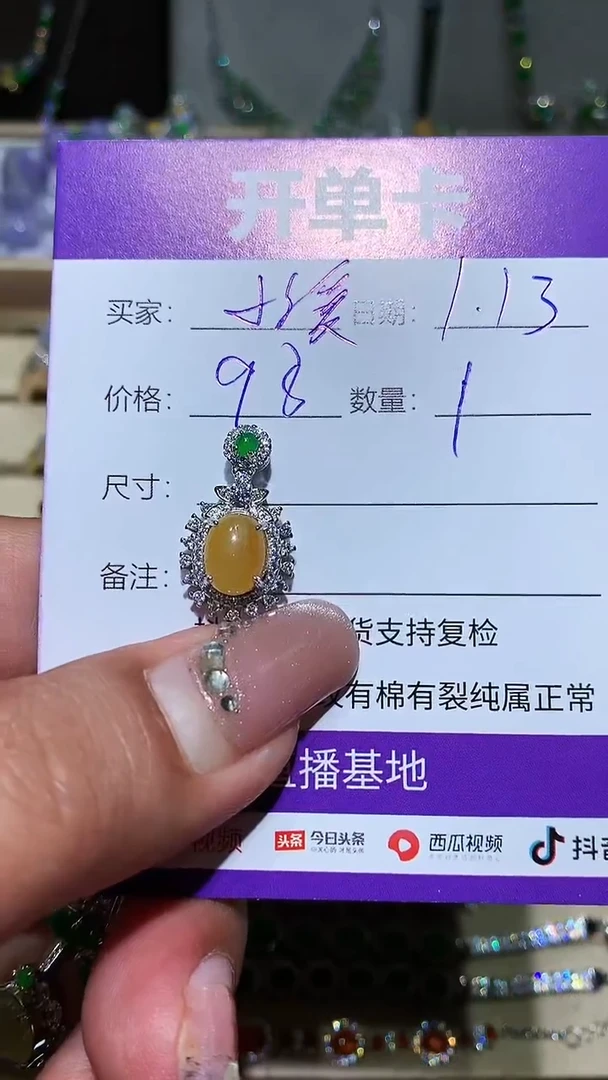 开单卡
买家： 日期：1.13
价格：98 数量：1
尺寸：
备注：
货支持复检
有棉有裂纯属正常
播基地
视频 头条 今日头条 西瓜视频 抖音